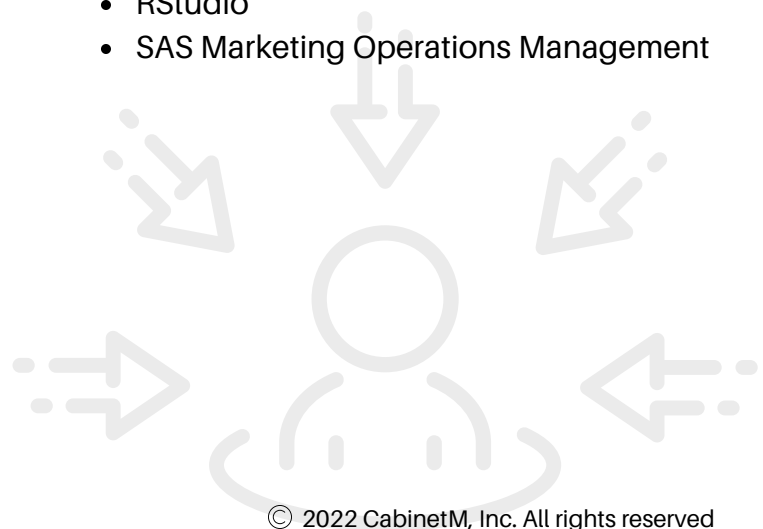 • RStudio
• SAS Marketing Operations Management
© 2022 CabinetM, Inc. All rights reserved